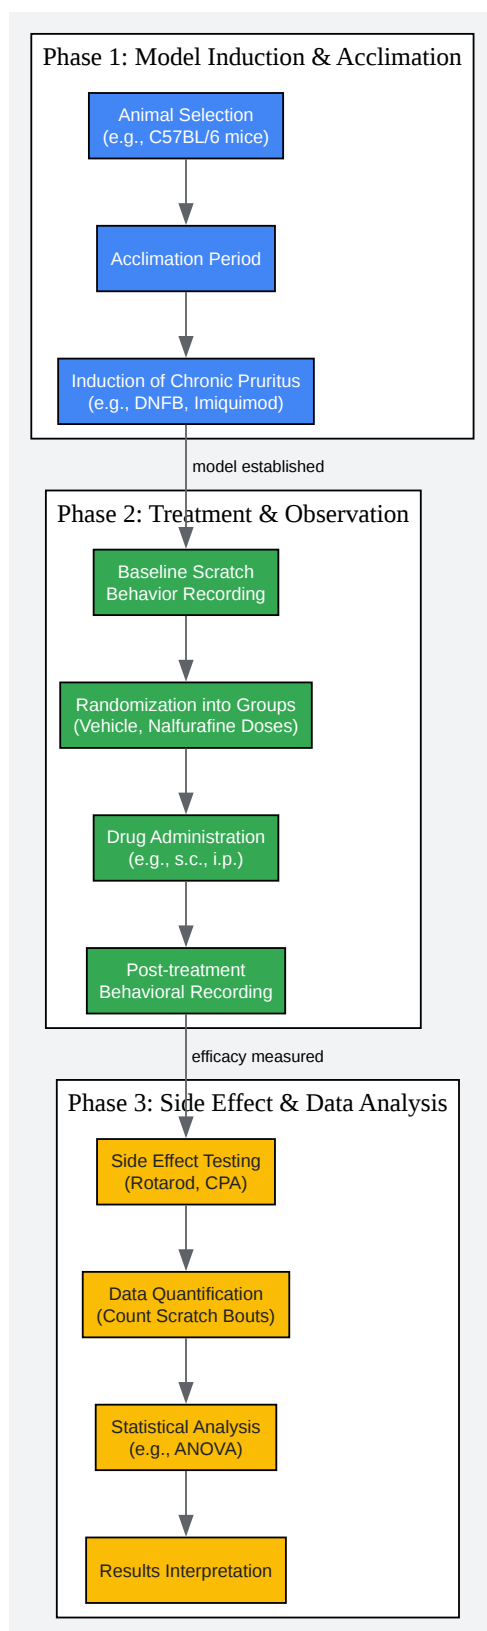 Phase 1: Model Induction & Acclimation
Animal Selection
(e.g., C57BL/6 mice)
Acclimation Period
Induction of Chronic Pruritus
(e.g., DNFB, Imiquimod)
model established
Phase 2: Treatment & Observation
Baseline Scratch
Behavior Recording
Randomization into Groups
(Vehicle, Nalfurafine Doses)
Drug Administration
(e.g., s.c., i.p.)
Post-treatment
Behavioral Recording
efficacy measured
Phase 3: Side Effect & Data Analysis
Side Effect Testing
(Rotarod, CPA)
Data Quantification
(Count Scratch Bouts)
Statistical Analysis
(e.g., ANOVA)
Results Interpretation